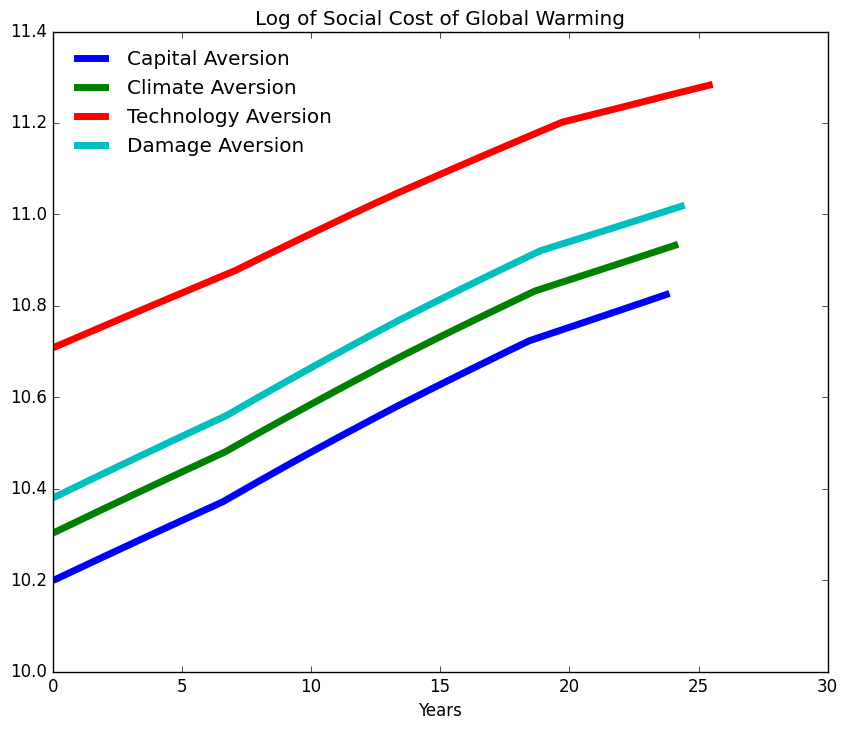 Log of Social Cost of Global Warming
11.4
11.2
11.0
10.8
10.6
10.4
10.2
10.0
Capital Aversion
Climate Aversion
Technology Aversion
Damage Aversion
0 5 10 15 20 25 30
Years